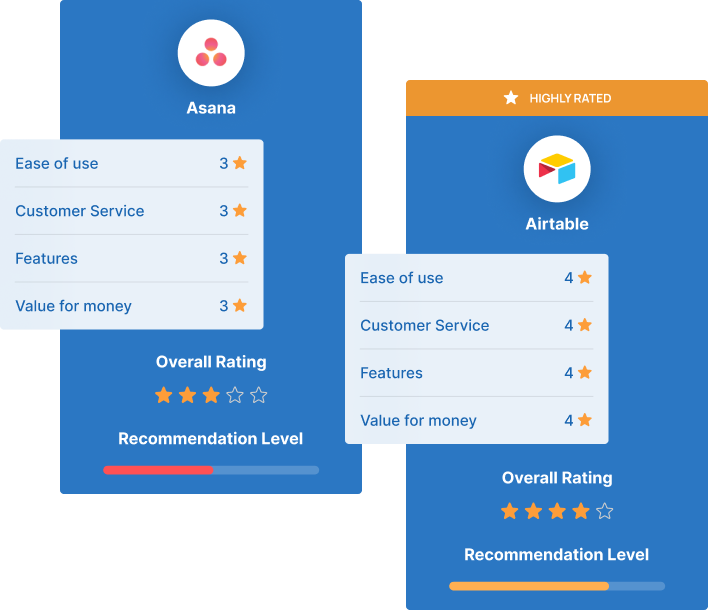 Asana
Ease of use 3
Customer Service 3
Features 3
Value for money 3
Overall Rating
Recommendation Level
HIGHLY RATED
Airtable
Ease of use 4
Customer Service 4
Features 4
Value for money 4
Overall Rating
Recommendation Level